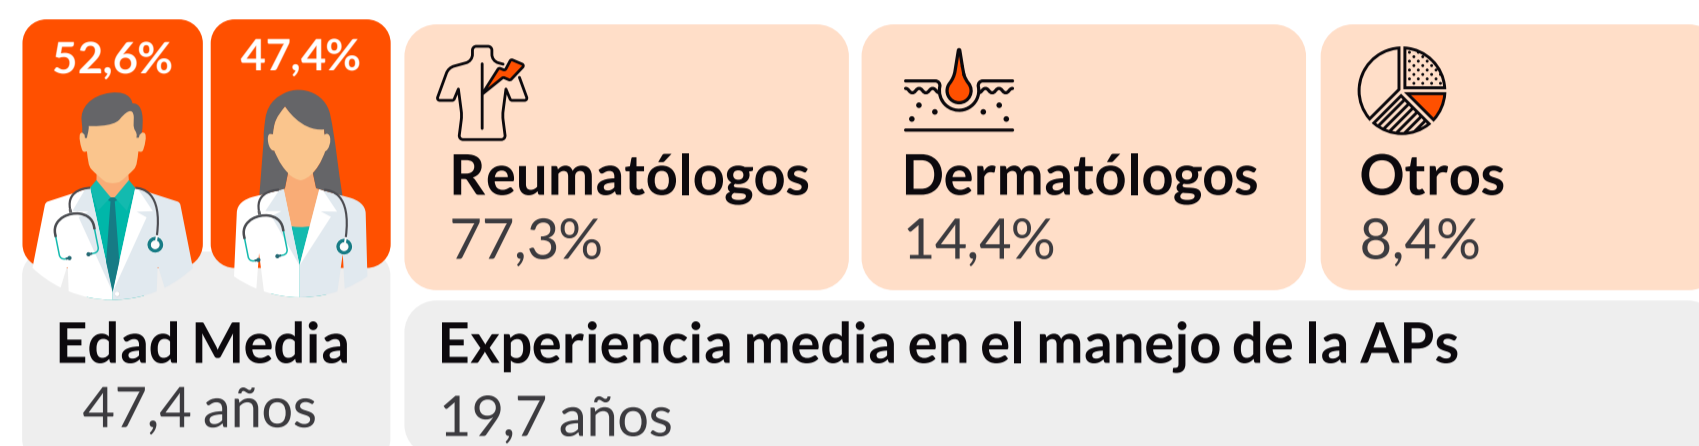 52,6%
47,4%
Reumatólogos
77,3%
Dermatólogos
14,4%
Otros
8,4%
Edad Media
47,4 años
Experiencia media en el manejo de la APs
19,7 años